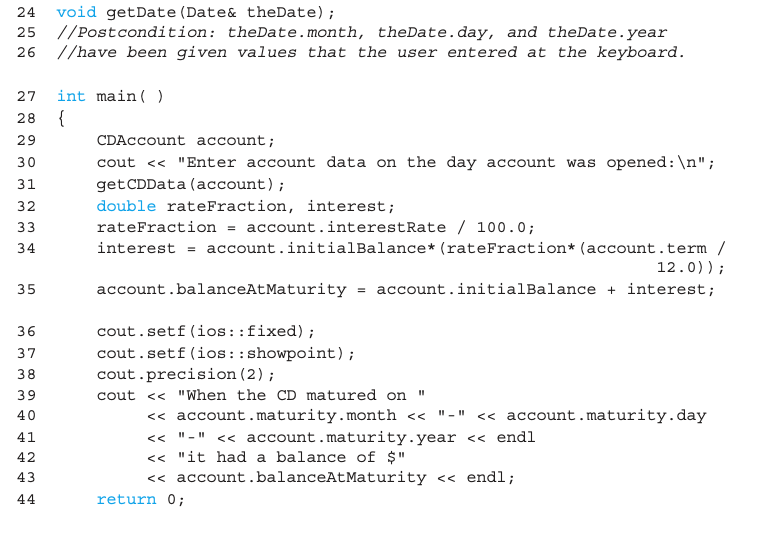 24 void getDate(Date& theDate);
25 //Postcondition: theDate.month, theDate.day, and theDate.year
26 //have been given values that the user entered at the keyboard.
27 int main( )
28 {
29     CDAccount account;
30     cout << "Enter account data on the day account was opened:\n";
31     getCDData(account);
32     double rateFraction, interest;
33     rateFraction = account.interestRate / 100.0;
34     interest = account.initialBalance*(rateFraction*(account.term /
12.0));
35     account.balanceAtMaturity = account.initialBalance + interest;
36     cout.setf(ios::fixed);
37     cout.setf(ios::showpoint);
38     cout.precision(2);
39     cout << "When the CD matured on "
40          << account.maturity.month << "-" << account.maturity.day
41          << "-" << account.maturity.year << endl
42          << "it had a balance of $"
43          << account.balanceAtMaturity << endl;
44     return 0;